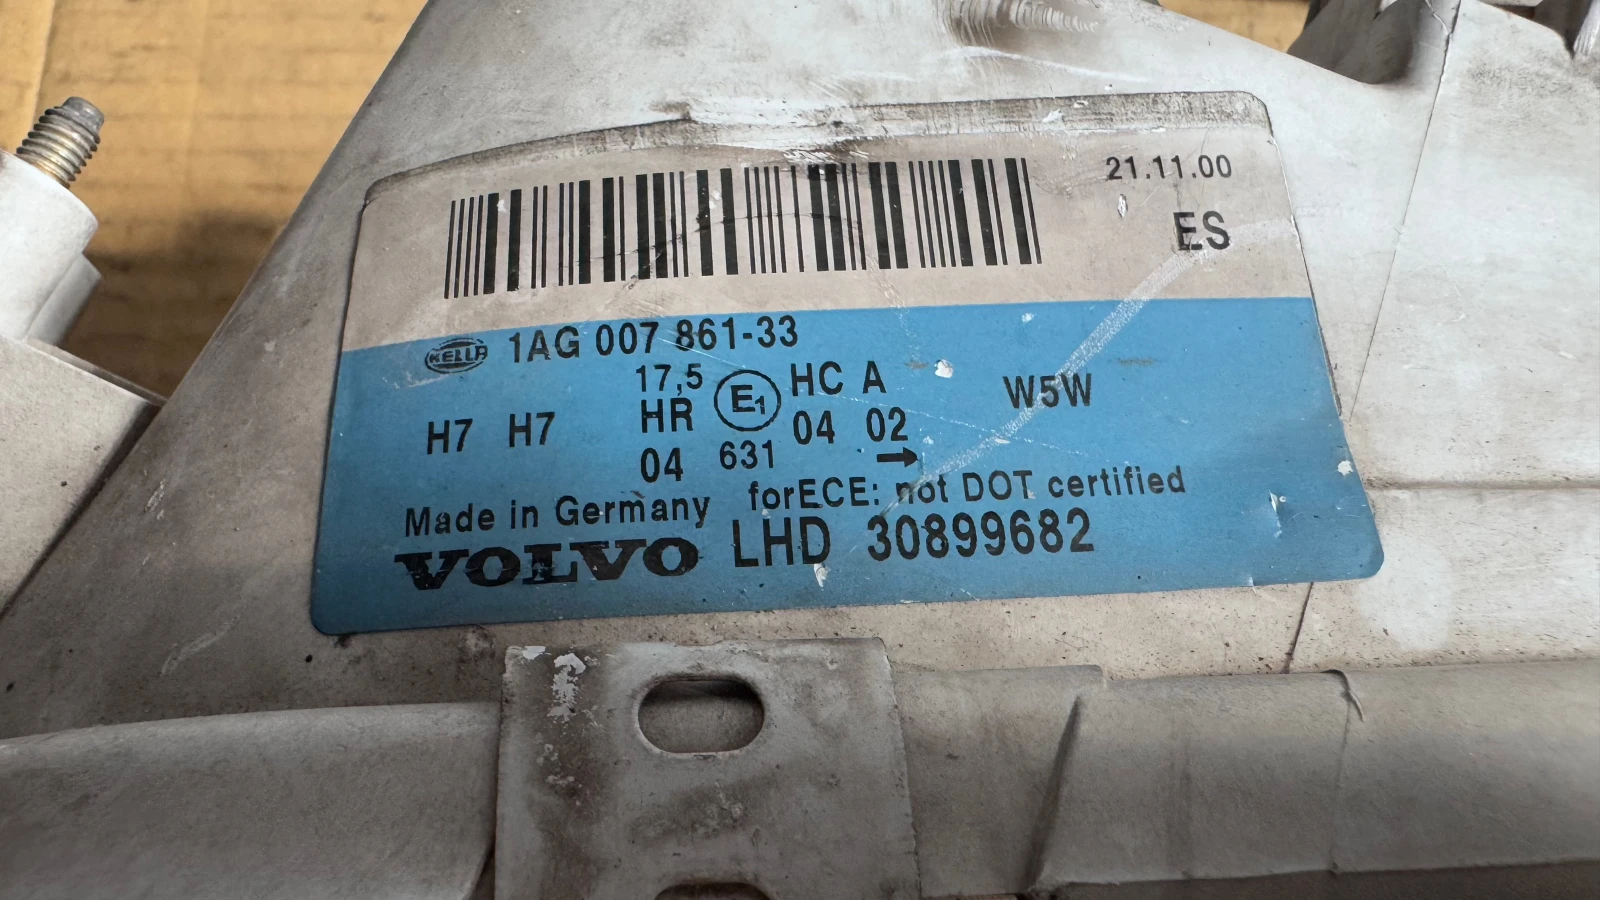 21.11.00
ES
HELLA 1AG 007 861-33
H7 H7 17,5 E1 HC A W5W
HR 04 02
04 631 →
Made in Germany forECE: not DOT certified
VOLVO LHD 30899682